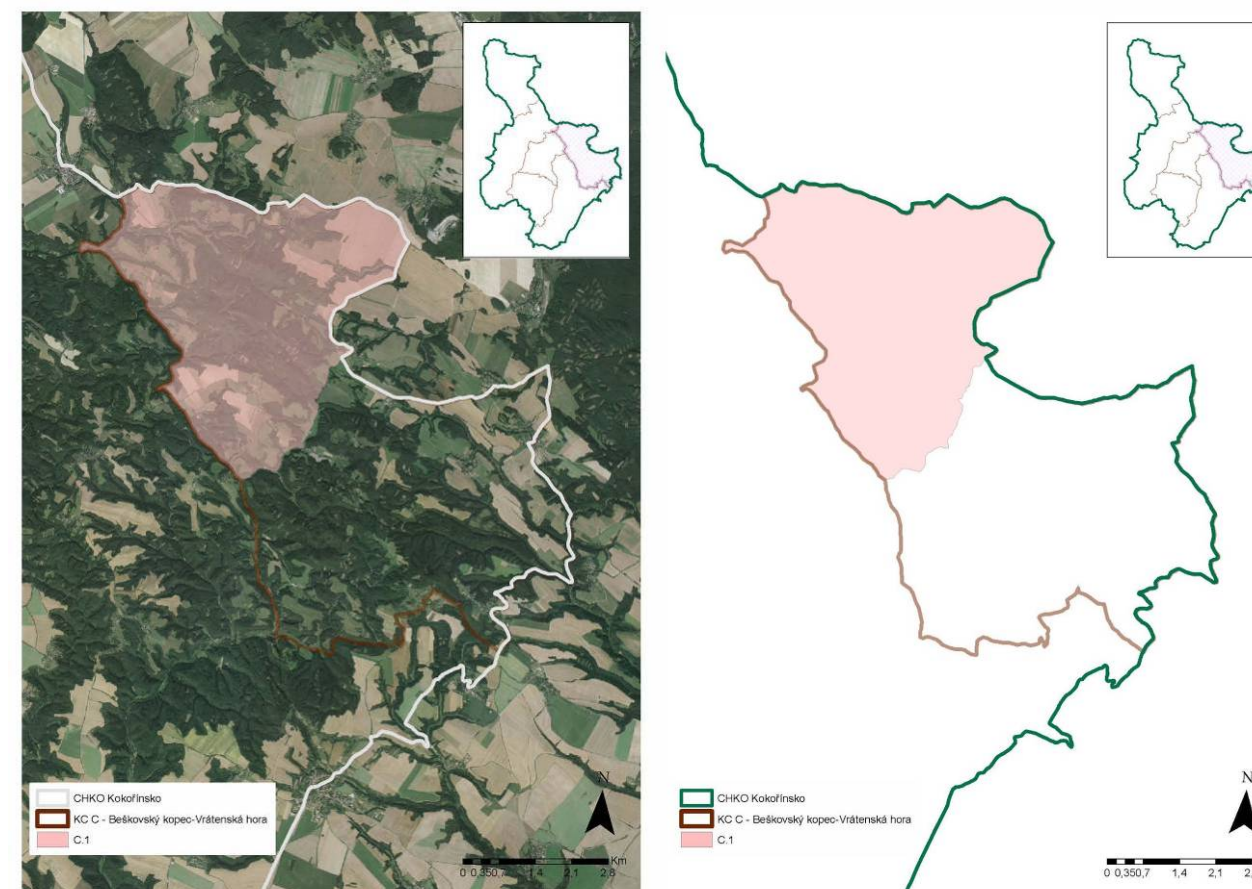 N
CHKO Kokořínsko
KC C - Beškovský kopec-Vrátenská hora
C.1
Km
0 0,350,7 1,4 2,1 2,8
N
CHKO Kokořínsko
KC C - Beškovský kopec-Vrátenská hora
C.1
0 0,350,7 1,4 2,1